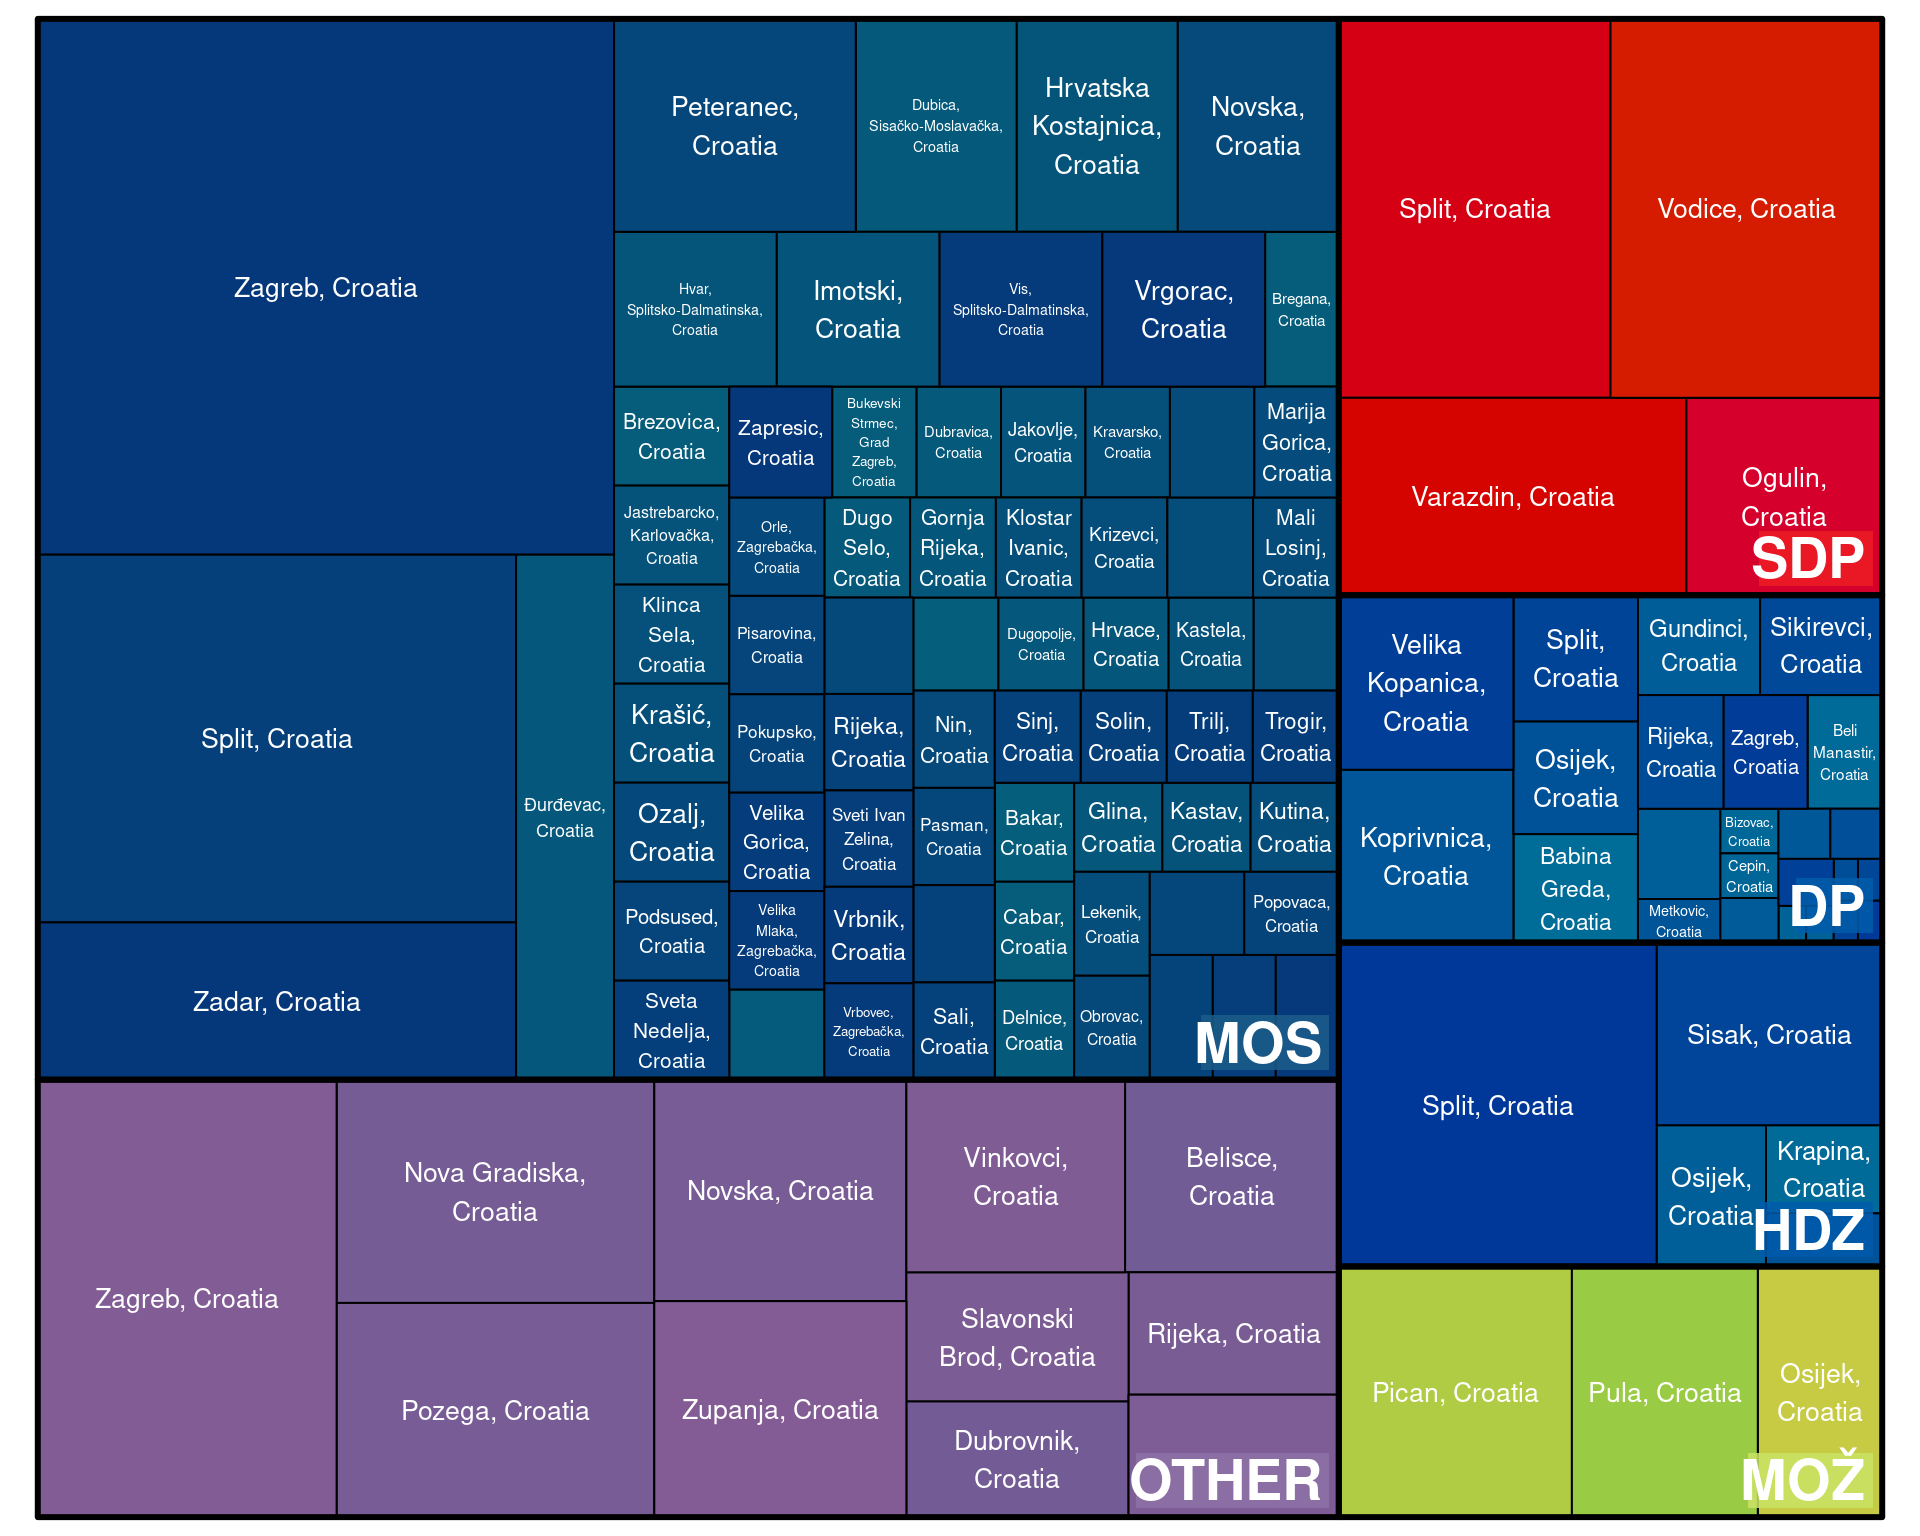 Zagreb, Croatia
Split, Croatia
Zadar, Croatia
Đurđevac,
Croatia
Peteranec,
Croatia
Dubica,
Sisačko-Moslavačka,
Croatia
Hrvatska
Kostajnica,
Croatia
Novska,
Croatia
Hvar,
Splitsko-Dalmatinska,
Croatia
Imotski,
Croatia
Vis,
Splitsko-Dalmatinska,
Croatia
Vrgorac,
Croatia
Bregana,
Croatia
Brezovica,
Croatia
Jastrebarcko,
Karlovačka,
Croatia
Klinca
Sela,
Croatia
Krašić,
Croatia
Ozalj,
Croatia
Podsused,
Croatia
Sveta
Nedelja,
Croatia
Zapresic,
Croatia
Orle,
Zagrebačka,
Croatia
Pisarovina,
Croatia
Pokupsko,
Croatia
Velika
Gorica,
Croatia
Velika
Mlaka,
Zagrebačka,
Croatia
Bukevski
Strmec,
Grad
Zagreb,
Croatia
Dubravica,
Croatia
Jakovlje,
Croatia
Kravarsko,
Croatia
Marija
Gorica,
Croatia
Dugo
Selo,
Croatia
Gornja
Rijeka,
Croatia
Klostar
Ivanic,
Croatia
Krizevci,
Croatia
Mali
Losinj,
Croatia
Rijeka,
Croatia
Sveti Ivan
Zelina,
Croatia
Vrbnik,
Croatia
Vrbovec,
Zagrebačka,
Croatia
Dugopolje,
Croatia
Hrvace,
Croatia
Kastela,
Croatia
Nin,
Croatia
Pasman,
Croatia
Sali,
Croatia
Sinj,
Croatia
Solin,
Croatia
Trilj,
Croatia
Trogir,
Croatia
Bakar,
Croatia
Cabar,
Croatia
Delnice,
Croatia
Glina,
Croatia
Kastav,
Croatia
Kutina,
Croatia
Lekenik,
Croatia
Obrovac,
Croatia
Popovaca,
Croatia
MOS
Zagreb, Croatia
Nova Gradiska,
Croatia
Pozega, Croatia
Novska, Croatia
Zupanja, Croatia
Vinkovci,
Croatia
Belisce,
Croatia
Slavonski
Brod, Croatia
Dubrovnik,
Croatia
Rijeka, Croatia
OTHER
Split, Croatia
Vodice, Croatia
Varazdin, Croatia
Ogulin,
Croatia
SDP
Velika
Kopanica,
Croatia
Koprivnica,
Croatia
Split,
Croatia
Osijek,
Croatia
Babina
Greda,
Croatia
Gundinci,
Croatia
Sikirevci,
Croatia
Rijeka,
Croatia
Zagreb,
Croatia
Beli
Manastir,
Croatia
Metkovic,
Croatia
Bizovac,
Croatia
Cepin,
Croatia
DP
Split, Croatia
Sisak, Croatia
Osijek,
Croatia
Krapina,
Croatia
HDZ
Pican, Croatia
Pula, Croatia
Osijek,
Croatia
MOŽ